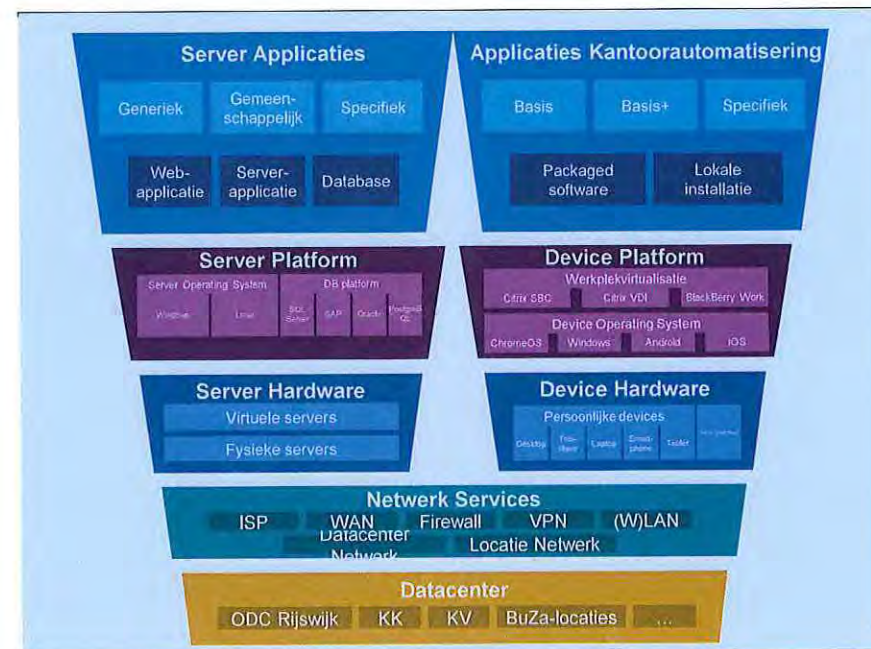 Server Applicaties
Generiek
Gemeen-
schappelijk
Specifiek
Web-
applicatie
Server-
applicatie
Database
Applicaties Kantoorautomatisering
Basis
Basis+
Specifiek
Packaged
software
Lokale
installatie
Server Platform
Server Operating System
Windows
Linux
DB platform
SQL
Server
SAP
Oracle
Device Platform
Werkplekvirtualisatie
Citrix SBC
Citrix VDI
BlackBerry Work
Device Operating System
ChromeOS
Windows
Android
iOS
Server Hardware
Virtuele servers
Fysieke servers
Device Hardware
Persoonlijke devices
Desktop
Laptop
Smart-
phone
Tablet
Netwerk Services
ISP
WAN
Firewall
VPN
(W)LAN
Datacenter
Netwerk
Locatie Netwerk
Datacenter
ODC Rijswijk
KK
KV
BuZa-locaties
...